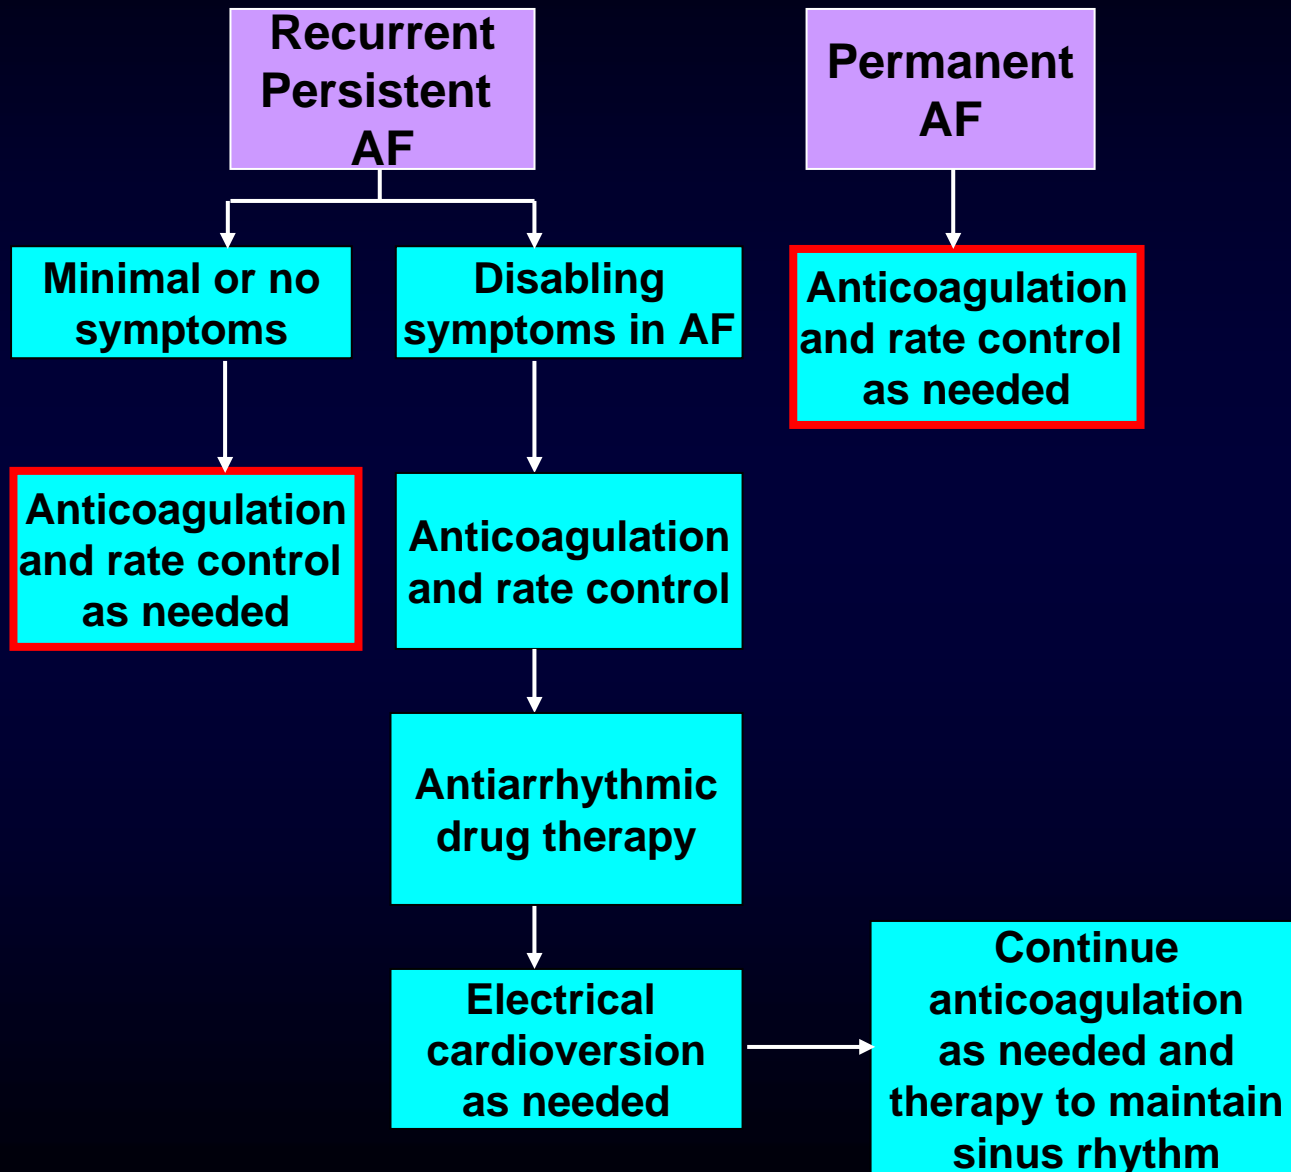 Recurrent
Persistent
AF
Permanent
AF
Minimal or no
symptoms
Disabling
symptoms in AF
Anticoagulation
and rate control
as needed
Anticoagulation
and rate control
as needed
Anticoagulation
and rate control
Antiarrhythmic
drug therapy
Electrical
cardioversion
as needed
Continue
anticoagulation
as needed and
therapy to maintain
sinus rhythm